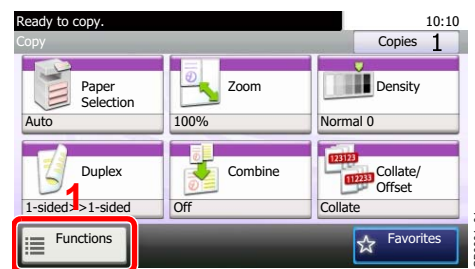 Ready to copy.
10:10
Copy
Copies 1
Paper
Selection
Auto
Zoom
100%
Density
Normal 0
Duplex
1-sided>>1-sided
1
Combine
Off
123123
112233
Collate/
Offset
Collate
Functions
Favorites